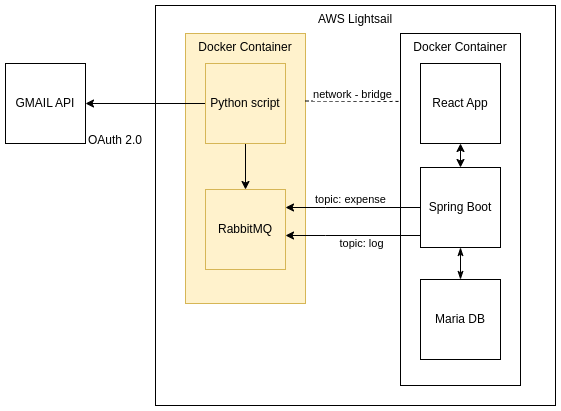 AWS Lightsail
Docker Container
Docker Container
GMAIL API
Python script
network - bridge
React App
OAuth 2.0
topic: expense
Spring Boot
RabbitMQ
topic: log
Maria DB